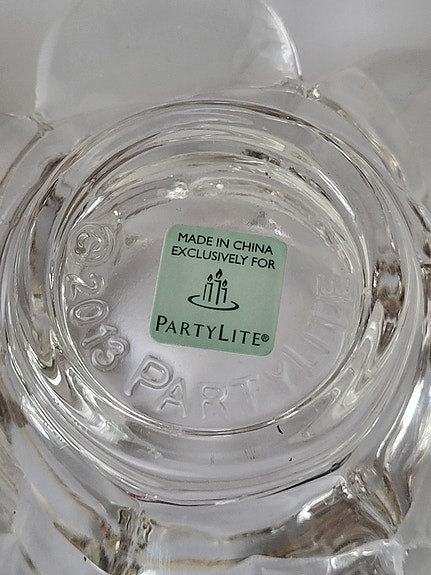 MADE IN CHINA
EXCLUSIVELY FOR
PARTYLITE®
© 2013 PARTYLITE